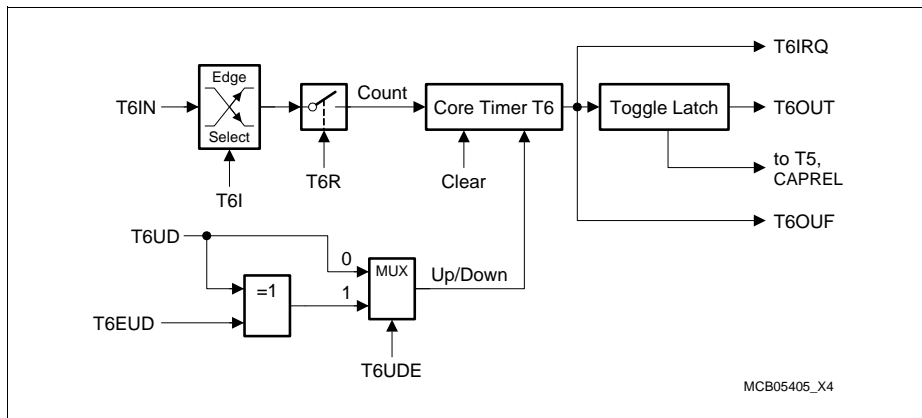 T6IRQ
Edge
Count
T6IN
Core Timer T6
Toggle Latch
T6OUT
Select
to T5,
CAPREL
T6R
Clear
T6I
T6OUF
T6UD
0
MUX
Up/Down
=1
1
T6EUD
T6UDE
MCB05405_X4